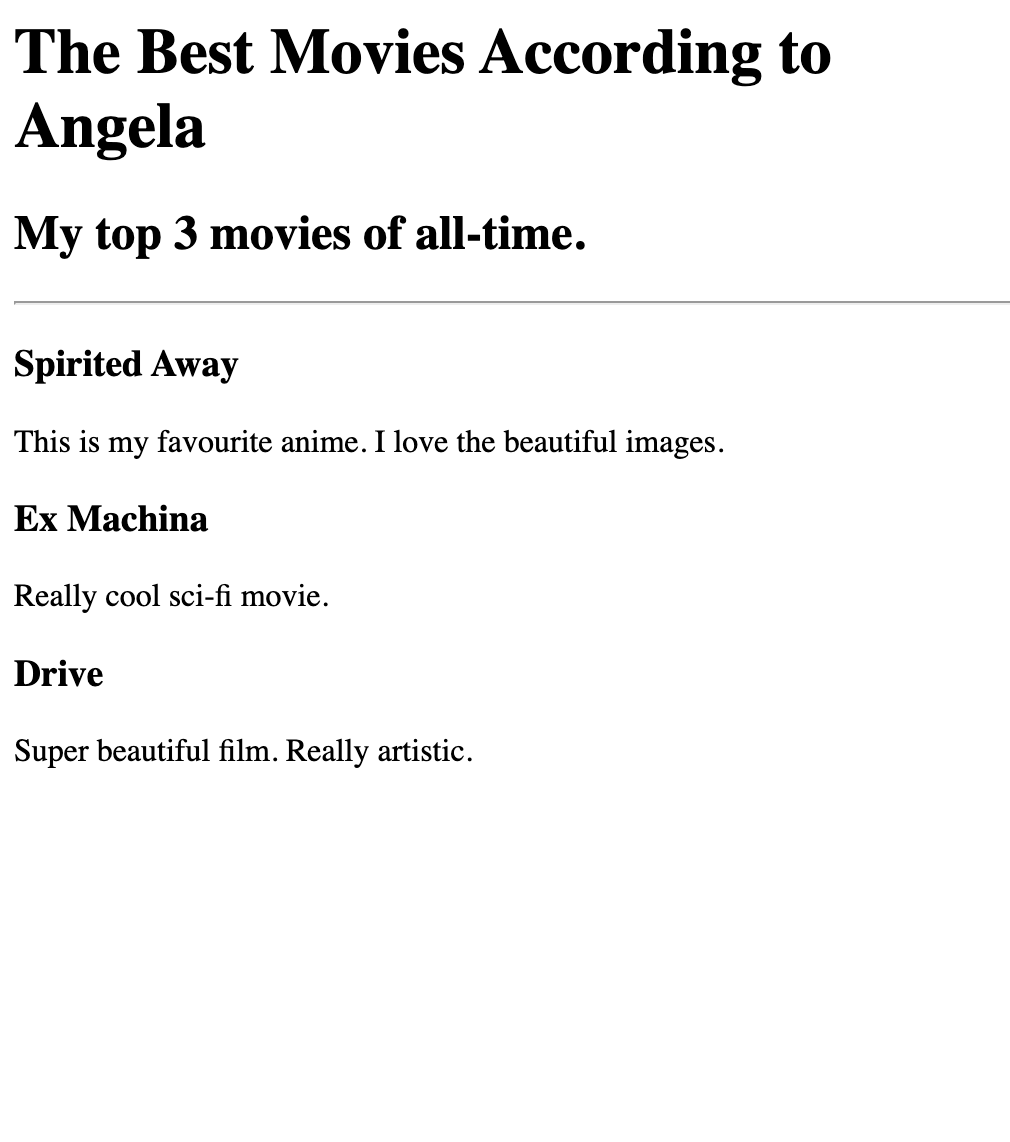 The Best Movies According to
Angela
My top 3 movies of all-time.
Spirited Away
This is my favourite anime. I love the beautiful images.
Ex Machina
Really cool sci-fi movie.
Drive
Super beautiful film. Really artistic.